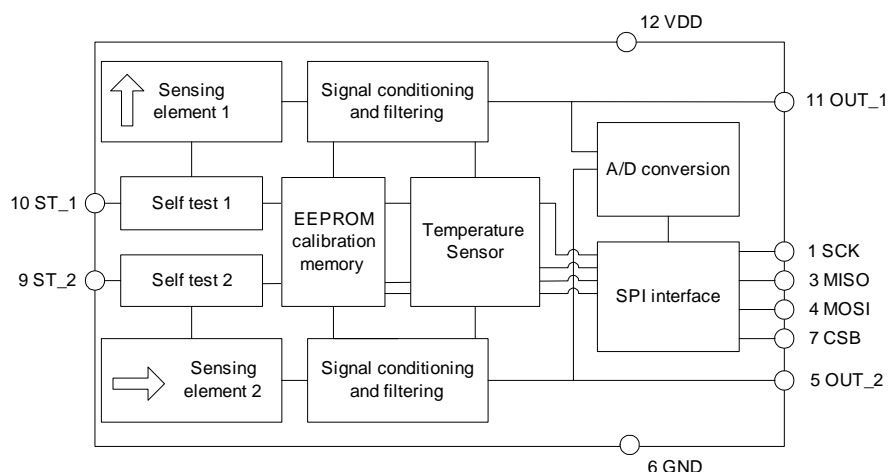 12 VDD
Sensing
element 1
Signal conditioning
and filtering
11 OUT_1
A/D conversion
10 ST_1
Self test 1
EEPROM
calibration
memory
Temperature
Sensor
9 ST_2
Self test 2
SPI interface
1 SCK
3 MISO
4 MOSI
7 CSB
Sensing
element 2
Signal conditioning
and filtering
5 OUT_2
6 GND